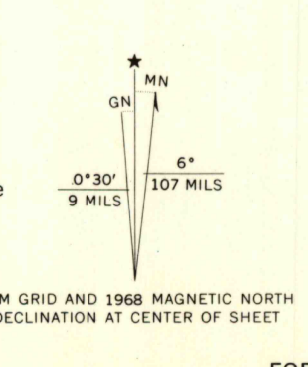 ★
MN
GN
0°30′
9 MILS
6°
107 MILS
M GRID AND 1968 MAGNETIC NORTH
DECLINATION AT CENTER OF SHEET